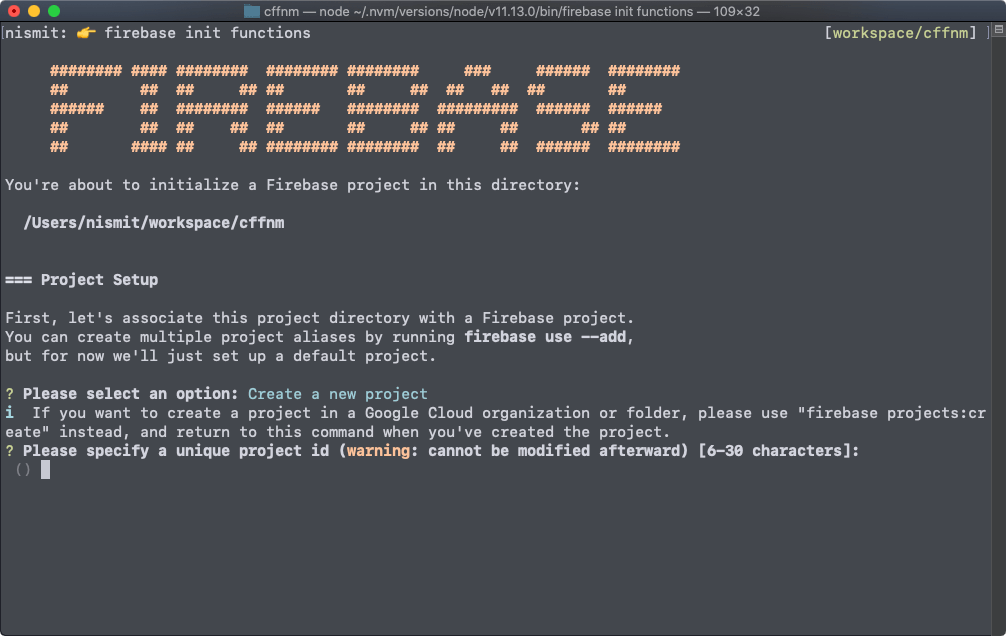 cffnm — node ~/.nvm/versions/node/v11.13.0/bin/firebase init functions — 109×32
[nismit: 👉 firebase init functions [workspace/cffnm] ]
######## #### ########  ######## ########     ###     ######  ########
##        ##  ##     ## ##       ##     ##  ##   ##  ##       ##
######    ##  ########  ######   ########  #########  ######  ######
##        ##  ##    ##  ##       ##     ## ##     ##       ## ##
##       #### ##     ## ######## ########  ##     ##  ######  ########
You're about to initialize a Firebase project in this directory:
/Users/nismit/workspace/cffnm
=== Project Setup
First, let's associate this project directory with a Firebase project.
You can create multiple project aliases by running firebase use --add,
but for now we'll just set up a default project.
? Please select an option: Create a new project
i  If you want to create a project in a Google Cloud organization or folder, please use "firebase projects:cr
eate" instead, and return to this command when you've created the project.
? Please specify a unique project id (warning: cannot be modified afterward) [6-30 characters]:
()